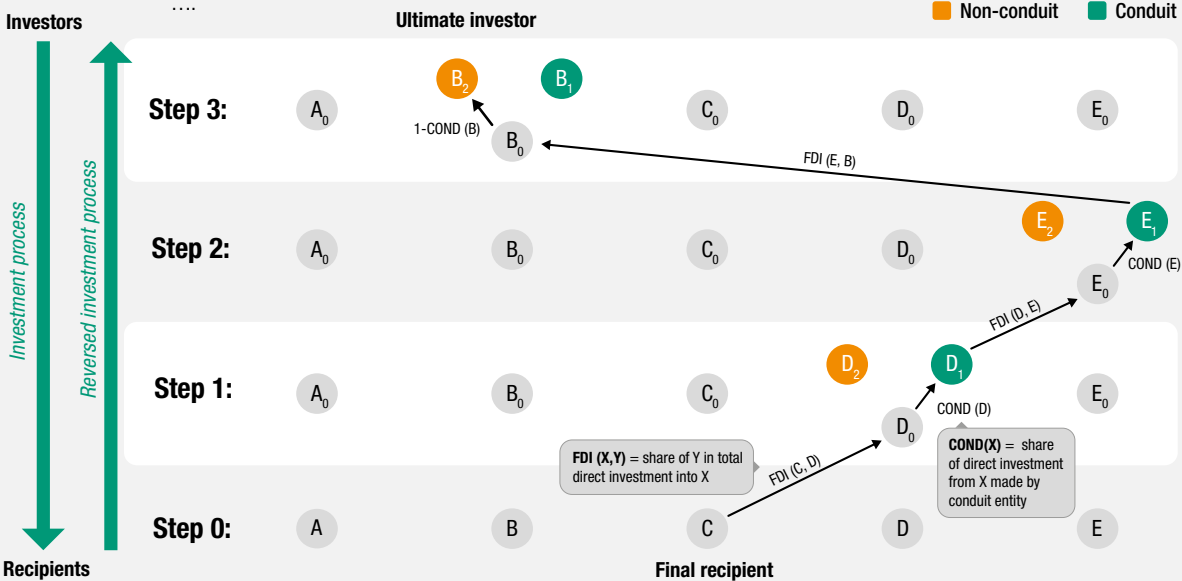 ....
Investors
Ultimate investor
Non-conduit
Conduit
Step 3:
A0
B2
B1
1-COND (B)
B0
C0
D0
E0
FDI (E, B)
Investment process
Reversed investment process
Step 2:
A0
B0
C0
D0
E2
E1
COND (E)
E0
FDI (D, E)
Step 1:
A0
B0
C0
D2
D1
E0
COND (D)
D0
FDI (X,Y) = share of Y in total
direct investment into X
FDI (C, D)
COND(X) = share
of direct investment
from X made by
conduit entity
Step 0:
A
B
C
D
E
Recipients
Final recipient